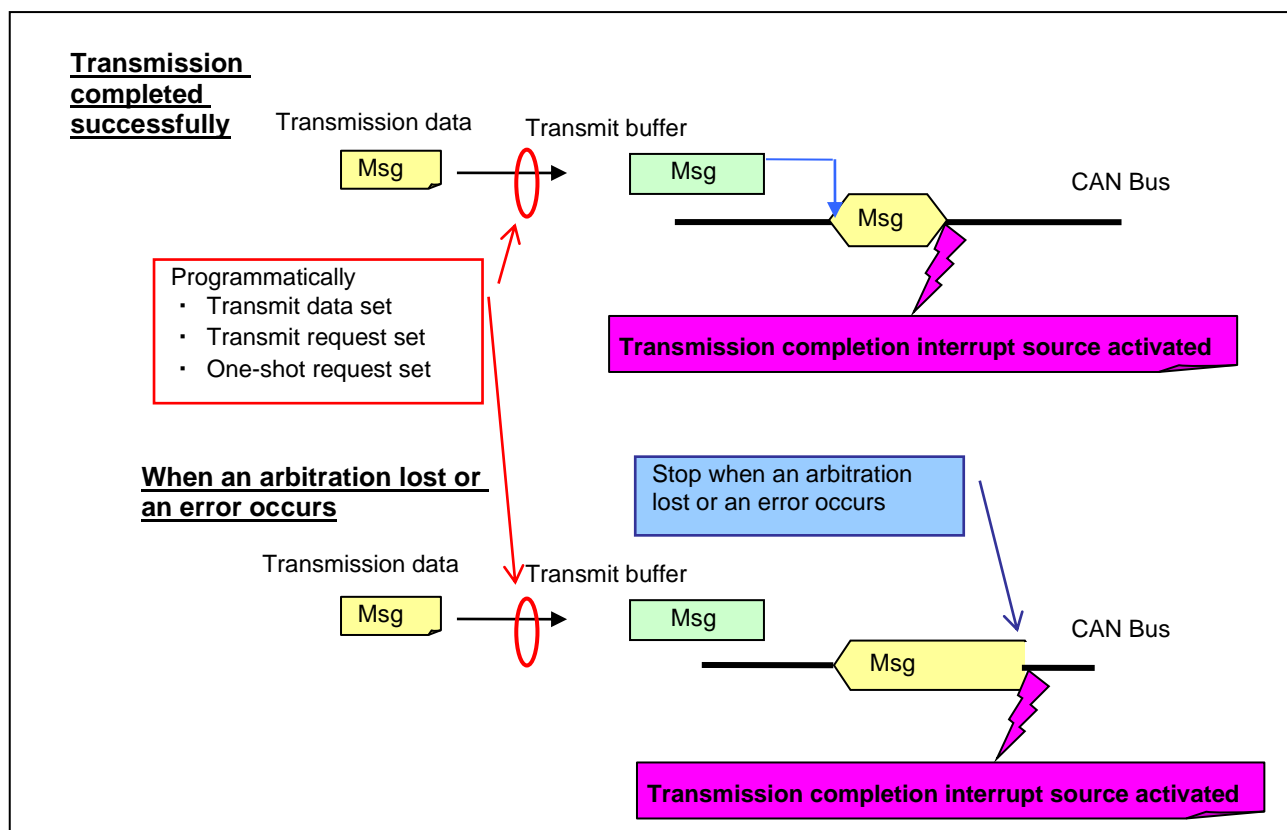 Transmission
completed
successfully
Transmission data
Transmit buffer
Msg
Msg
CAN Bus
Msg
Programmatically
・ Transmit data set
・ Transmit request set
・ One-shot request set
Transmission completion interrupt source activated
When an arbitration lost or
an error occurs
Stop when an arbitration
lost or an error occurs
Transmission data
Transmit buffer
Msg
Msg
CAN Bus
Msg
Transmission completion interrupt source activated